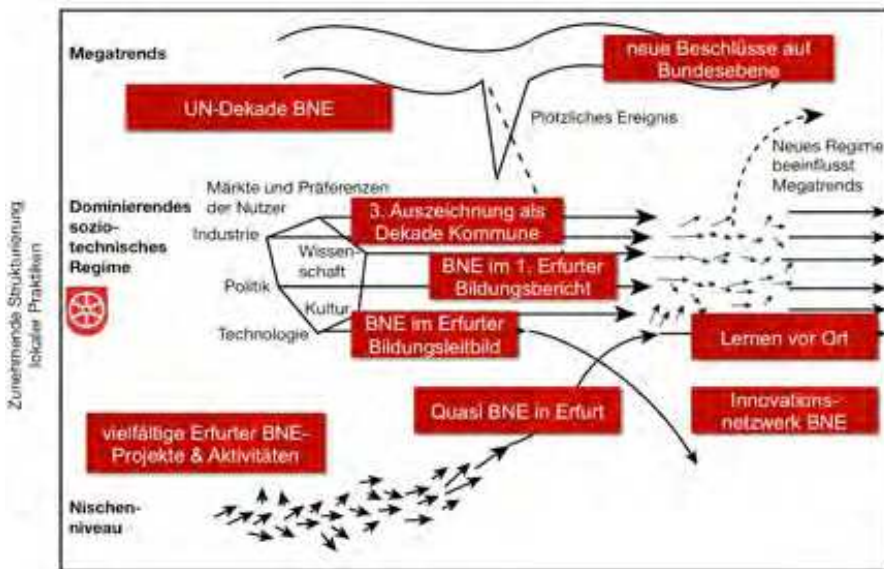 Megatrends
neue Beschlüsse auf
Bundesebene
UN-Dekade BNE
Plötzliches Ereignis
Neues Regime
beeinflusst
Megatrends
Zunehmende Strukturierung
lokaler Praktiken
Dominierendes
sozio-
technisches
Regime
Märkte und Präferenzen
der Nutzer
Industrie
Wissen-
schaft
Politik
Kultur
Technologie
3. Auszeichnung als
Dekade Kommune
BNE im 1. Erfurter
Bildungsbericht
BNE im Erfurter
Bildungsleitbild
Lernen vor Ort
Quasi BNE in Erfurt
Innovations-
netzwerk BNE
vielfältige Erfurter BNE-
Projekte & Aktivitäten
Nischen-
niveau